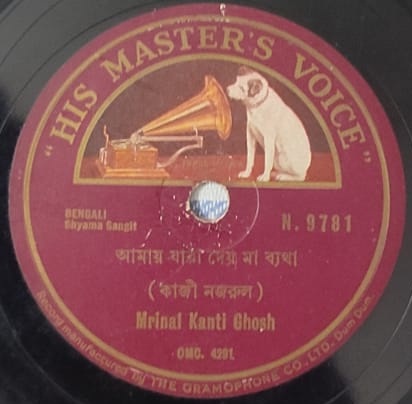 "HIS MASTER'S VOICE"
BENGALI
Shyama Sangit
N. 9781
আমায় যারা দেয় মা ব্যথা
(কাজী নজরুল)
Mrinal Kanti Ghosh
OMC. 4291.
Record manufactured by THE GRAMOPHONE CO., LTD. Dum Dum.